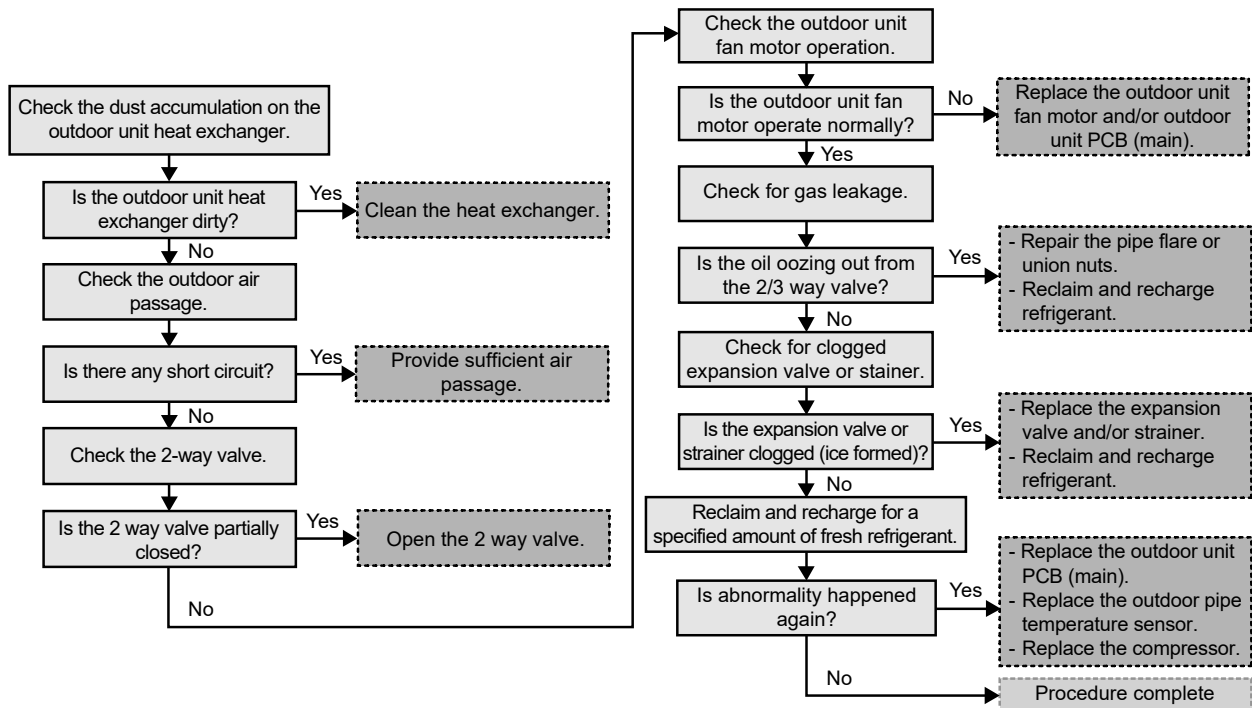 Check the dust accumulation on the
outdoor unit heat exchanger.
Is the outdoor unit heat
exchanger dirty?
Yes
Clean the heat exchanger.
No
Check the outdoor air
passage.
Is there any short circuit?
Yes
Provide sufficient air
passage.
No
Check the 2-way valve.
Is the 2 way valve partially
closed?
Yes
Open the 2 way valve.
No
Check the outdoor unit
fan motor operation.
Is the outdoor unit fan
motor operate normally?
No
Replace the outdoor unit
fan motor and/or outdoor
unit PCB (main).
Yes
Check for gas leakage.
Is the oil oozing out from
the 2/3 way valve?
Yes
- Repair the pipe flare or
union nuts.
- Reclaim and recharge
refrigerant.
No
Check for clogged
expansion valve or stainer.
Is the expansion valve or
strainer clogged (ice formed)?
Yes
- Replace the expansion
valve and/or strainer.
- Reclaim and recharge
refrigerant.
No
Reclaim and recharge for a
specified amount of fresh refrigerant.
Is abnormality happened
again?
Yes
- Replace the outdoor unit
PCB (main).
- Replace the outdoor pipe
temperature sensor.
- Replace the compressor.
No
Procedure complete